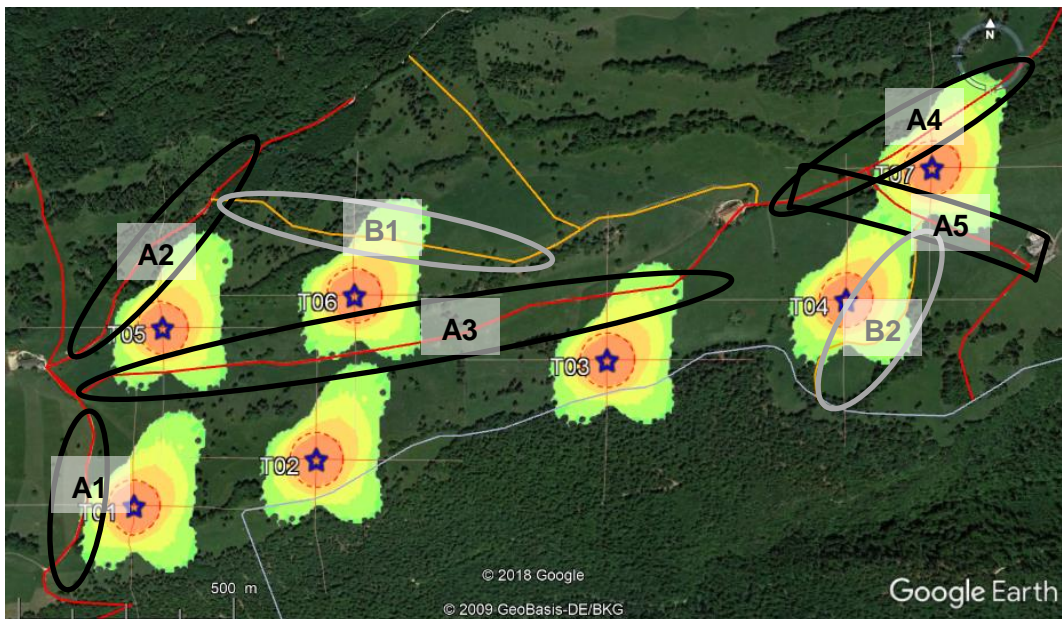 N
A4
T07
A5
B1
A2
T06
T04
B2
T05
A3
T03
T02
A1
T01
500 m
© 2018 Google
© 2009 GeoBasis-DE/BKG
Google Earth